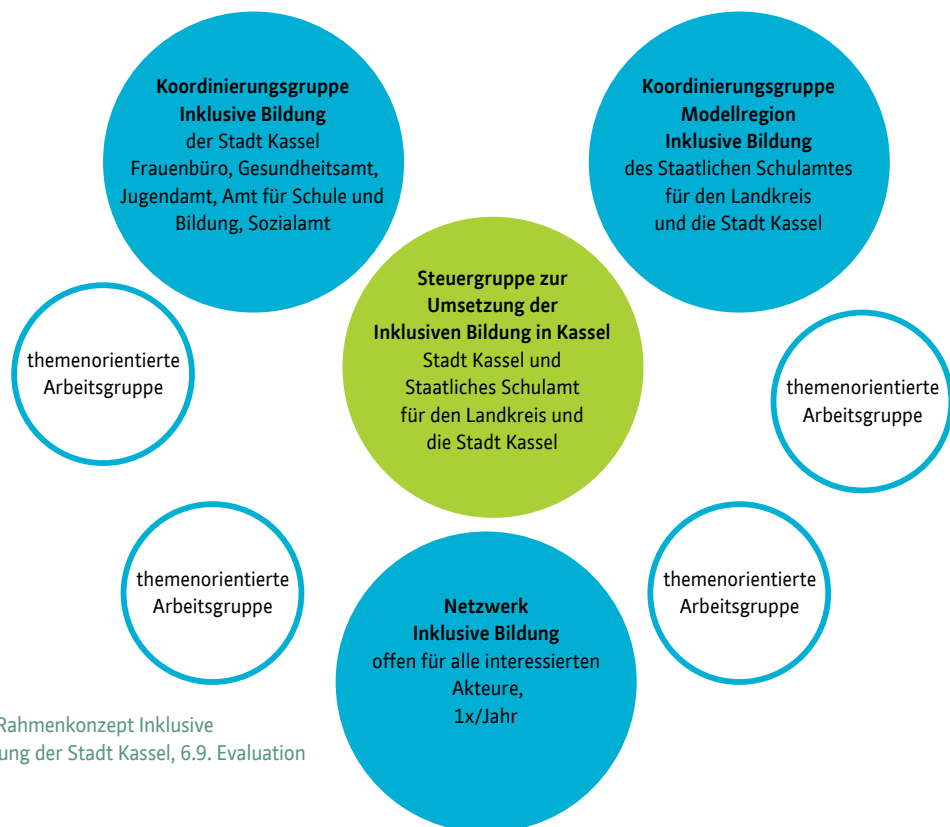 Koordinierungsgruppe
Inklusive Bildung
der Stadt Kassel
Frauenbüro, Gesundheitsamt,
Jugendamt, Amt für Schule und
Bildung, Sozialamt
Koordinierungsgruppe
Modellregion
Inklusive Bildung
des Staatlichen Schulamtes
für den Landkreis
und die Stadt Kassel
Steuergruppe zur
Umsetzung der
Inklusiven Bildung in Kassel
Stadt Kassel und
Staatliches Schulamt
für den Landkreis und
die Stadt Kassel
themenorientierte
Arbeitsgruppe
themenorientierte
Arbeitsgruppe
themenorientierte
Arbeitsgruppe
themenorientierte
Arbeitsgruppe
Netzwerk
Inklusive Bildung
offen für alle interessierten
Akteure,
1x/Jahr
Rahmenkonzept Inklusive
ung der Stadt Kassel, 6.9. Evaluation